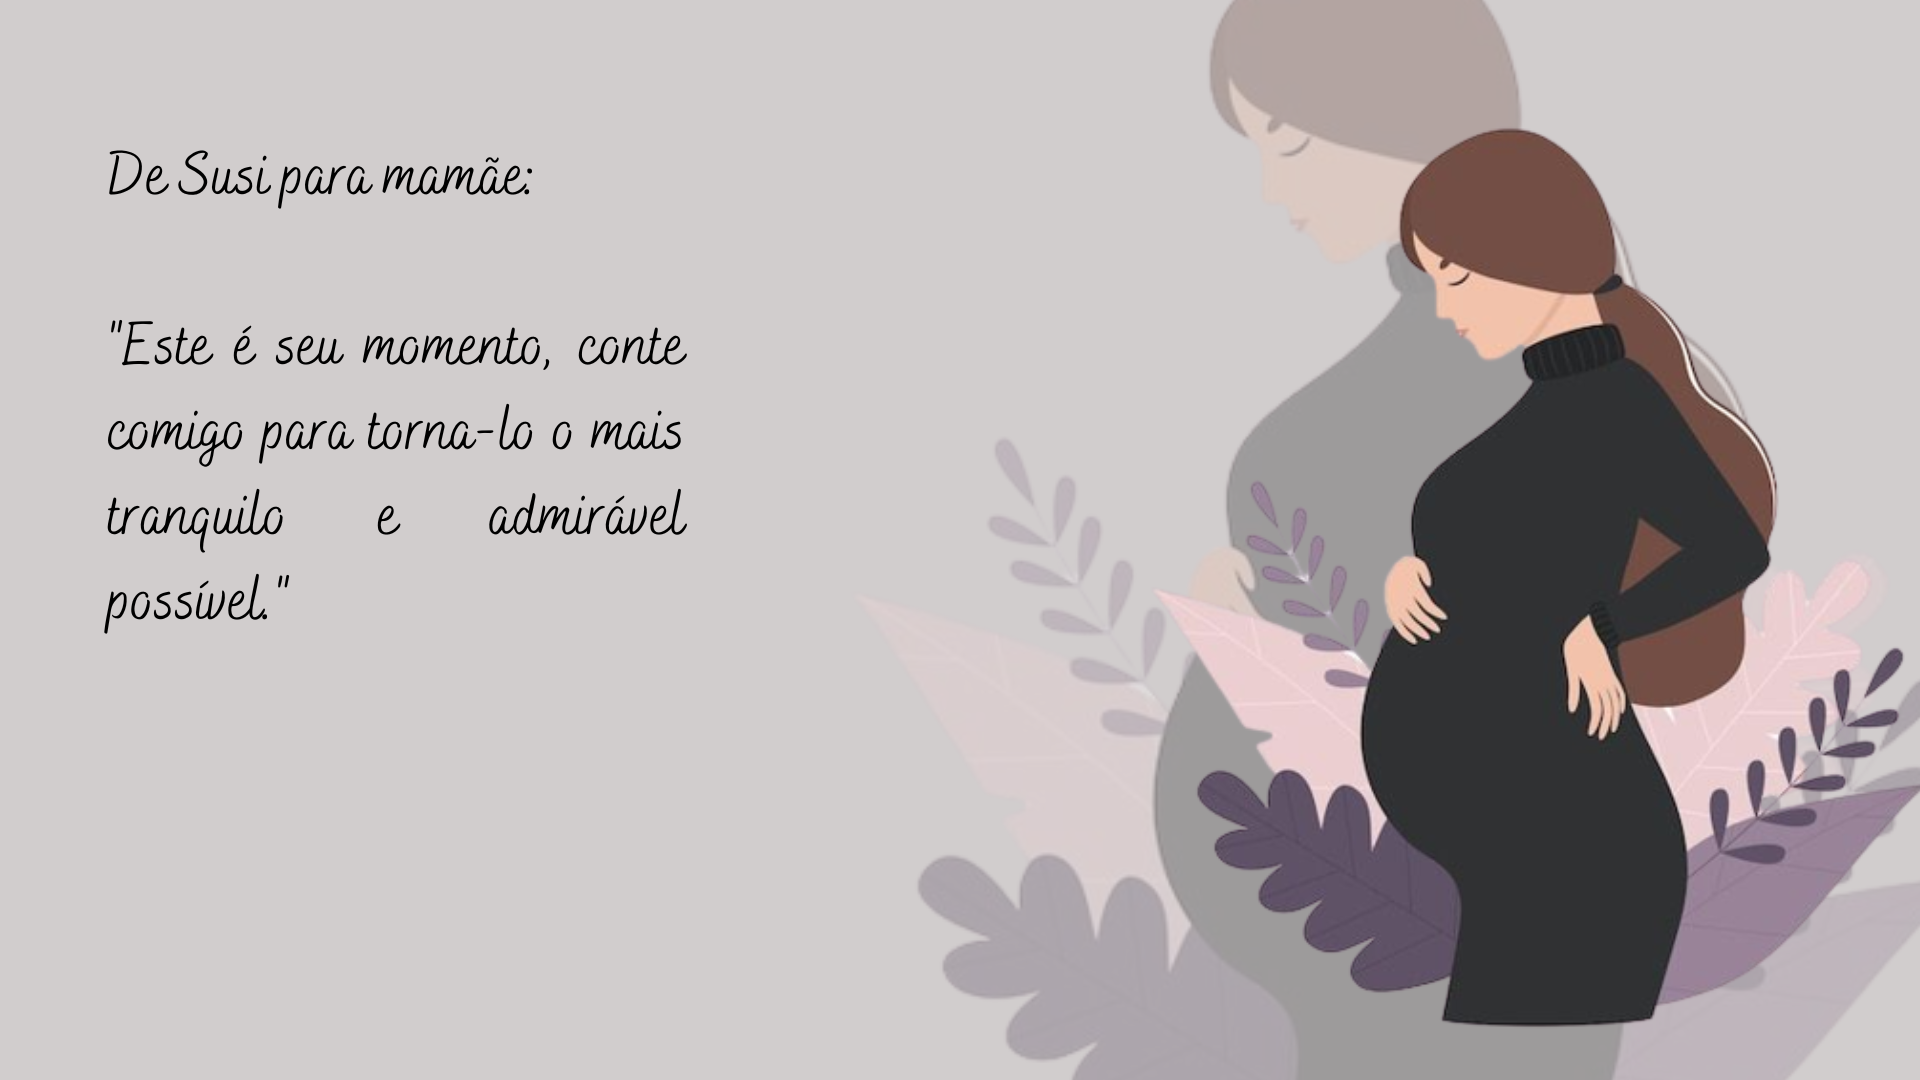 De Susi para mamãe:
"Este é seu momento, conte
comigo para torna-lo o mais
tranquilo e admirável
possível."